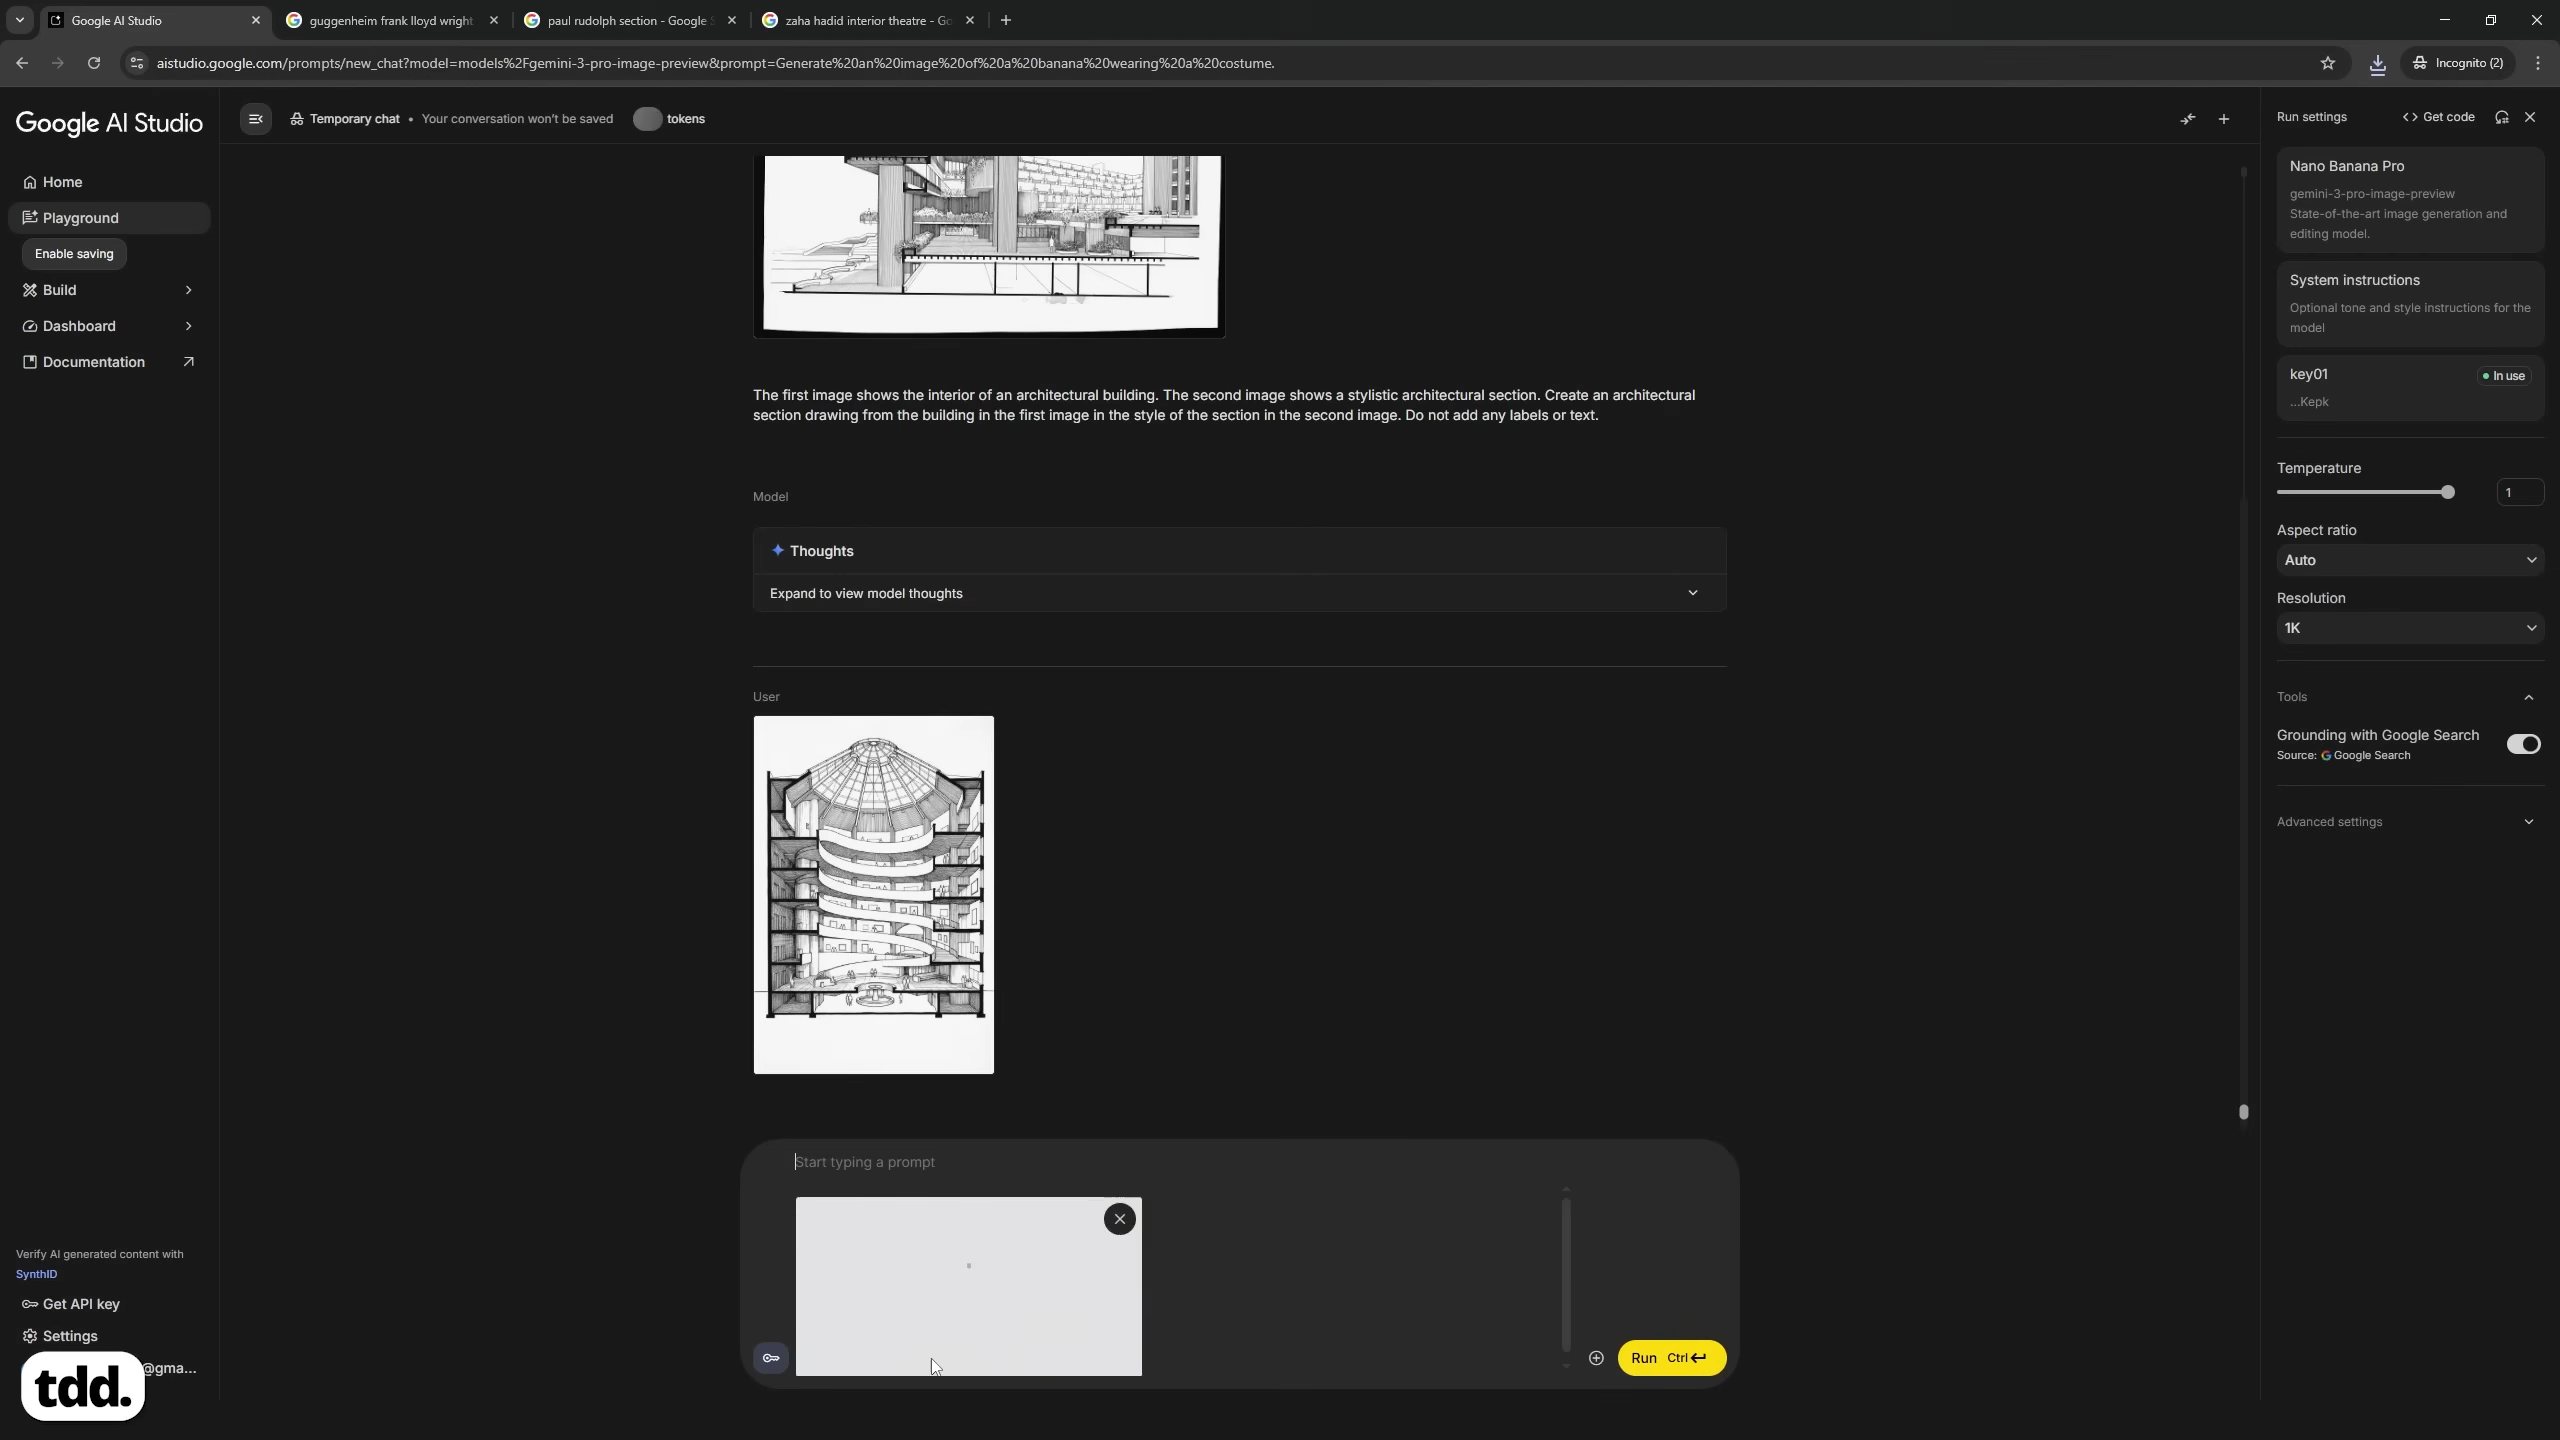 Google AI Studio
guggenheim frank lloyd wright
paul rudolph section - Google S
zaha hadid interior theatre - Go
aistudio.google.com/prompts/new_chat?model=models%2Fgemini-3-pro-image-preview&prompt=Generate%20an%20image%20of%20a%20banana%20wearing%20a%20costume.
Incognito (2)
Google AI Studio
Temporary chat • Your conversation won't be saved
tokens
Run settings
Get code
Home
Playground
Enable saving
Build
Dashboard
Documentation
The first image shows the interior of an architectural building. The second image shows a stylistic architectural section. Create an architectural
section drawing from the building in the first image in the style of the section in the second image. Do not add any labels or text.
Model
Thoughts
Expand to view model thoughts
User
Start typing a prompt
Run Ctrl
Nano Banana Pro
gemini-3-pro-image-preview
State-of-the-art image generation and
editing model.
System instructions
Optional tone and style instructions for the
model
key01
In use
...Kepk
Temperature
1
Aspect ratio
Auto
Resolution
1K
Tools
Grounding with Google Search
Source: Google Search
Advanced settings
Verify AI generated content with
SynthID
Get API key
Settings
@gma...
tdd.